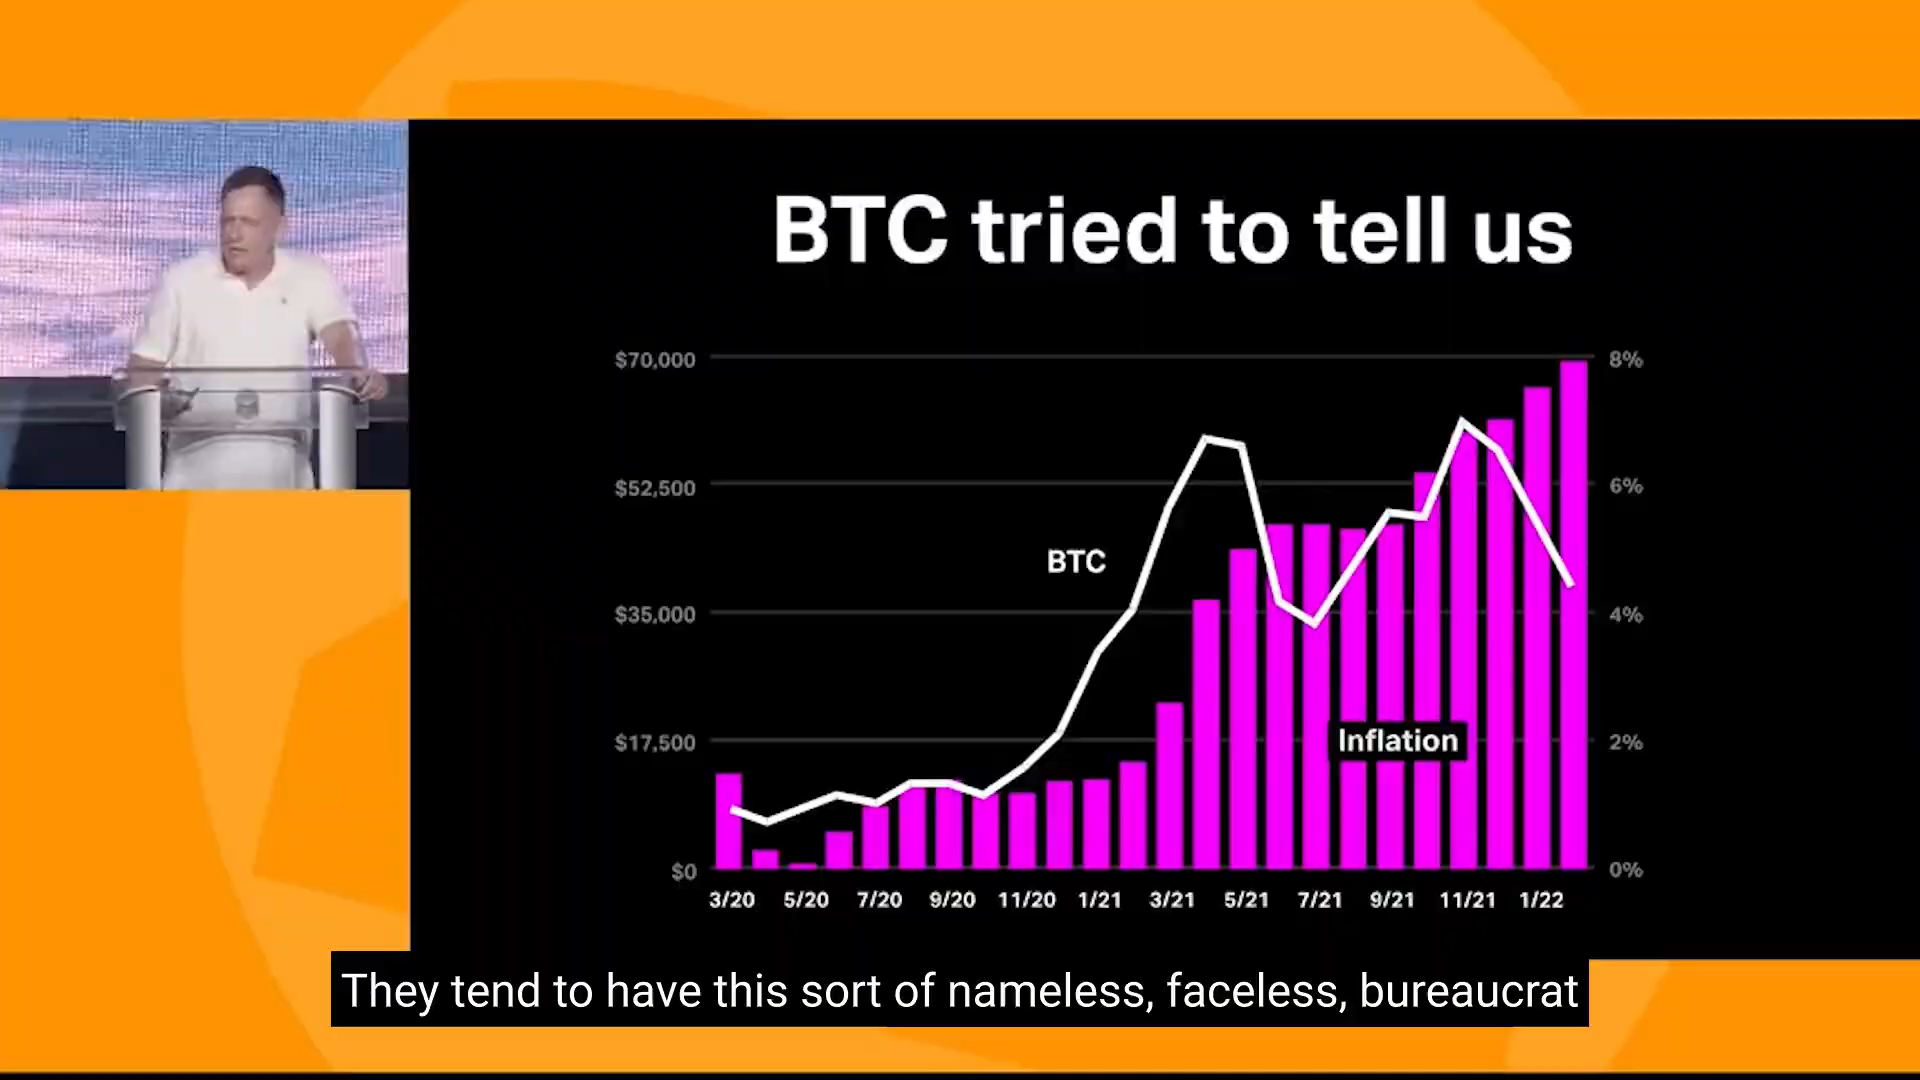 BTC tried to tell us
$70,000
8%
$52,500
6%
BTC
$35,000
4%
Inflation
$17,500
2%
$0
0%
3/20 5/20 7/20 9/20 11/20 1/21 3/21 5/21 7/21 9/21 11/21 1/22
They tend to have this sort of nameless, faceless, bureaucrat